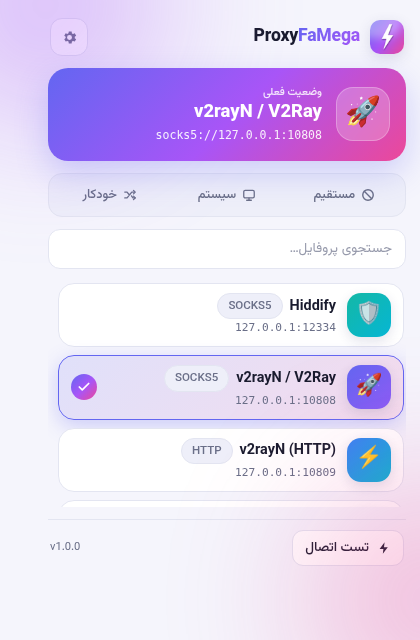 ProxyFaMega
وضعیت فعلی
v2rayN / V2Ray
socks5://127.0.0.1:10808
مستقیم
سیستم
خودکار
جستجوی پروفایل...
Hiddify SOCKS5
127.0.0.1:12334
v2rayN / V2Ray SOCKS5
127.0.0.1:10808
v2rayN (HTTP) HTTP
127.0.0.1:10809
تست اتصال
v1.0.0